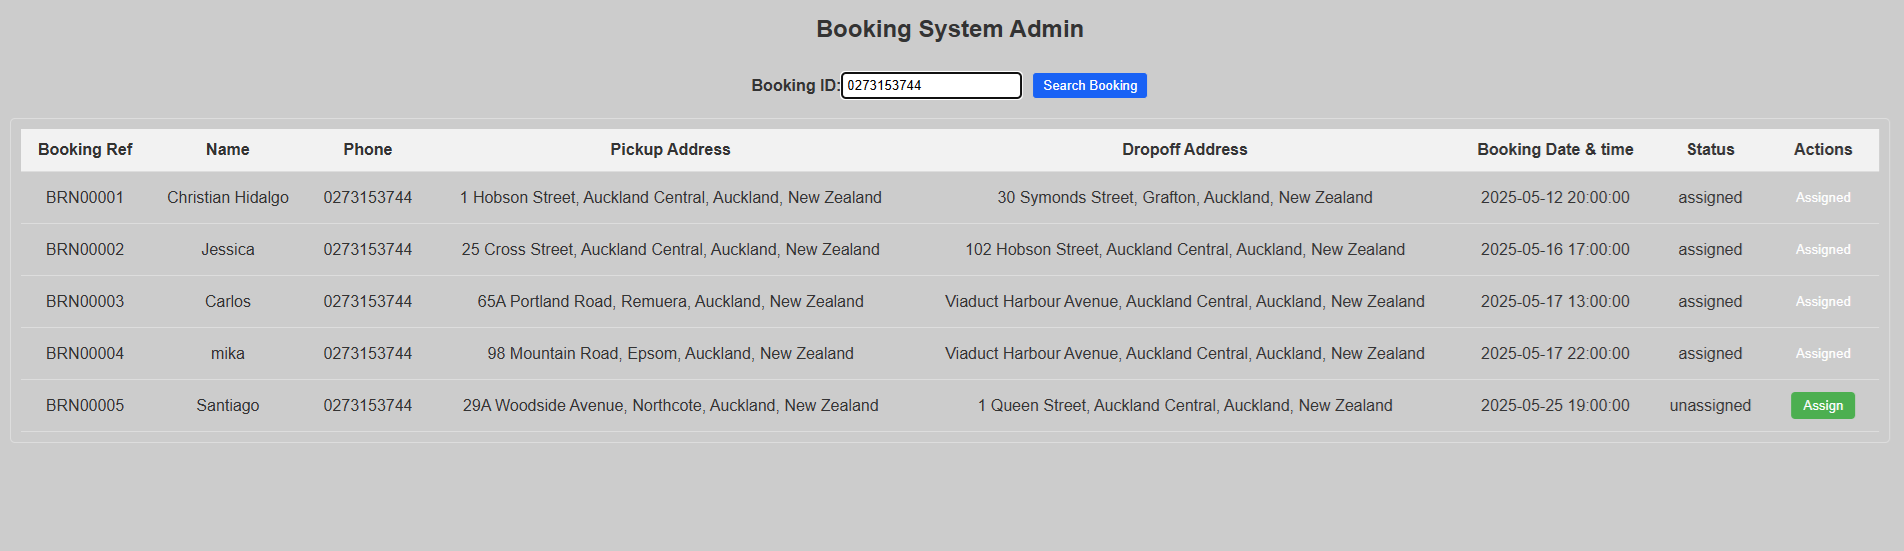 Booking System Admin
Booking ID: 0273153744 Search Booking
Booking Ref Name Phone Pickup Address Dropoff Address Booking Date & time Status Actions
BRN00001 Christian Hidalgo 0273153744 1 Hobson Street, Auckland Central, Auckland, New Zealand 30 Symonds Street, Grafton, Auckland, New Zealand 2025-05-12 20:00:00 assigned Assigned
BRN00002 Jessica 0273153744 25 Cross Street, Auckland Central, Auckland, New Zealand 102 Hobson Street, Auckland Central, Auckland, New Zealand 2025-05-16 17:00:00 assigned Assigned
BRN00003 Carlos 0273153744 65A Portland Road, Remuera, Auckland, New Zealand Viaduct Harbour Avenue, Auckland Central, Auckland, New Zealand 2025-05-17 13:00:00 assigned Assigned
BRN00004 mika 0273153744 98 Mountain Road, Epsom, Auckland, New Zealand Viaduct Harbour Avenue, Auckland Central, Auckland, New Zealand 2025-05-17 22:00:00 assigned Assigned
BRN00005 Santiago 0273153744 29A Woodside Avenue, Northcote, Auckland, New Zealand 1 Queen Street, Auckland Central, Auckland, New Zealand 2025-05-25 19:00:00 unassigned Assign